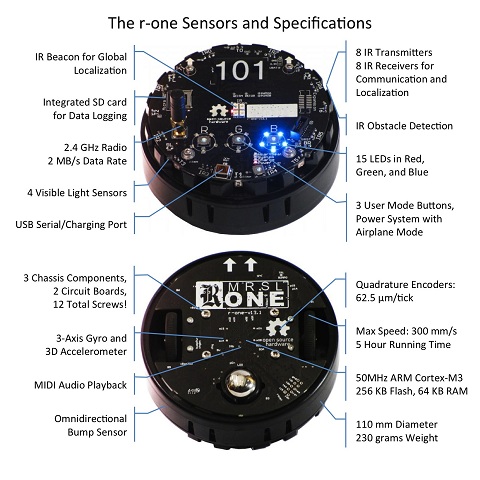 The r-one Sensors and Specifications
IR Beacon for Global
Localization
Integrated SD card
for Data Logging
2.4 GHz Radio
2 MB/s Data Rate
4 Visible Light Sensors
USB Serial/Charging Port
101
R G B
open source
hardware
8 IR Transmitters
8 IR Receivers for
Communication and
Localization
IR Obstacle Detection
15 LEDs in Red,
Green, and Blue
3 User Mode Buttons,
Power System with
Airplane Mode
3 Chassis Components,
2 Circuit Boards,
12 Total Screws!
3-Axis Gyro and
3D Accelerometer
MIDI Audio Playback
Omnidirectional
Bump Sensor
MRSL
R-ONE
r-one-v13.1
open source
hardware
Quadrature Encoders:
62.5 µm/tick
Max Speed: 300 mm/s
5 Hour Running Time
50MHz ARM Cortex-M3
256 KB Flash, 64 KB RAM
110 mm Diameter
230 grams Weight